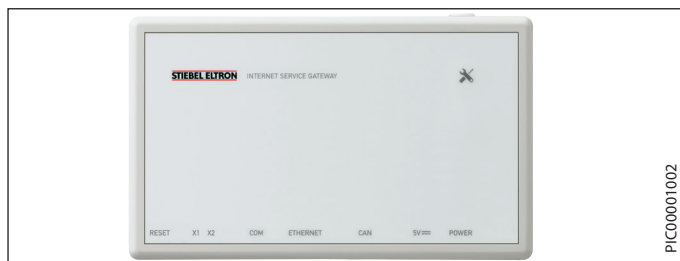 STIEBEL ELTRON INTERNET SERVICE GATEWAY
RESET X1 X2 COM ETHERNET CAN 5V⎓ POWER
PIC00001002